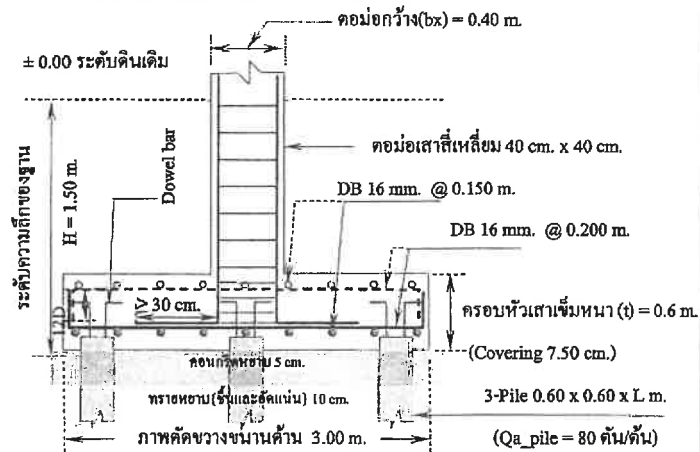 ตอม่อกว้าง(bx) = 0.40 m.
± 0.00 ระดับดินเดิม
ตอม่อเสาสี่เหลี่ยม 40 cm. x 40 cm.
Dowel bar
ระดับความลึกของฐาน
H = 1.50 m.
DB 16 mm. @ 0.150 m.
DB 16 mm. @ 0.200 m.
> 30 cm.
12D
ครอบหัวเสาเข็มหนา (t) = 0.6 m.
(Covering 7.50 cm.)
คอนกรีตหยาบ 5 cm.
ทรายหยาบ(ชื้นและอัดแน่น) 10 cm.
3-Pile 0.60 x 0.60 x L m.
ภาพตัดขวางขนานด้าน 3.00 m.
(Qa_pile = 80 ตัน/ต้น)